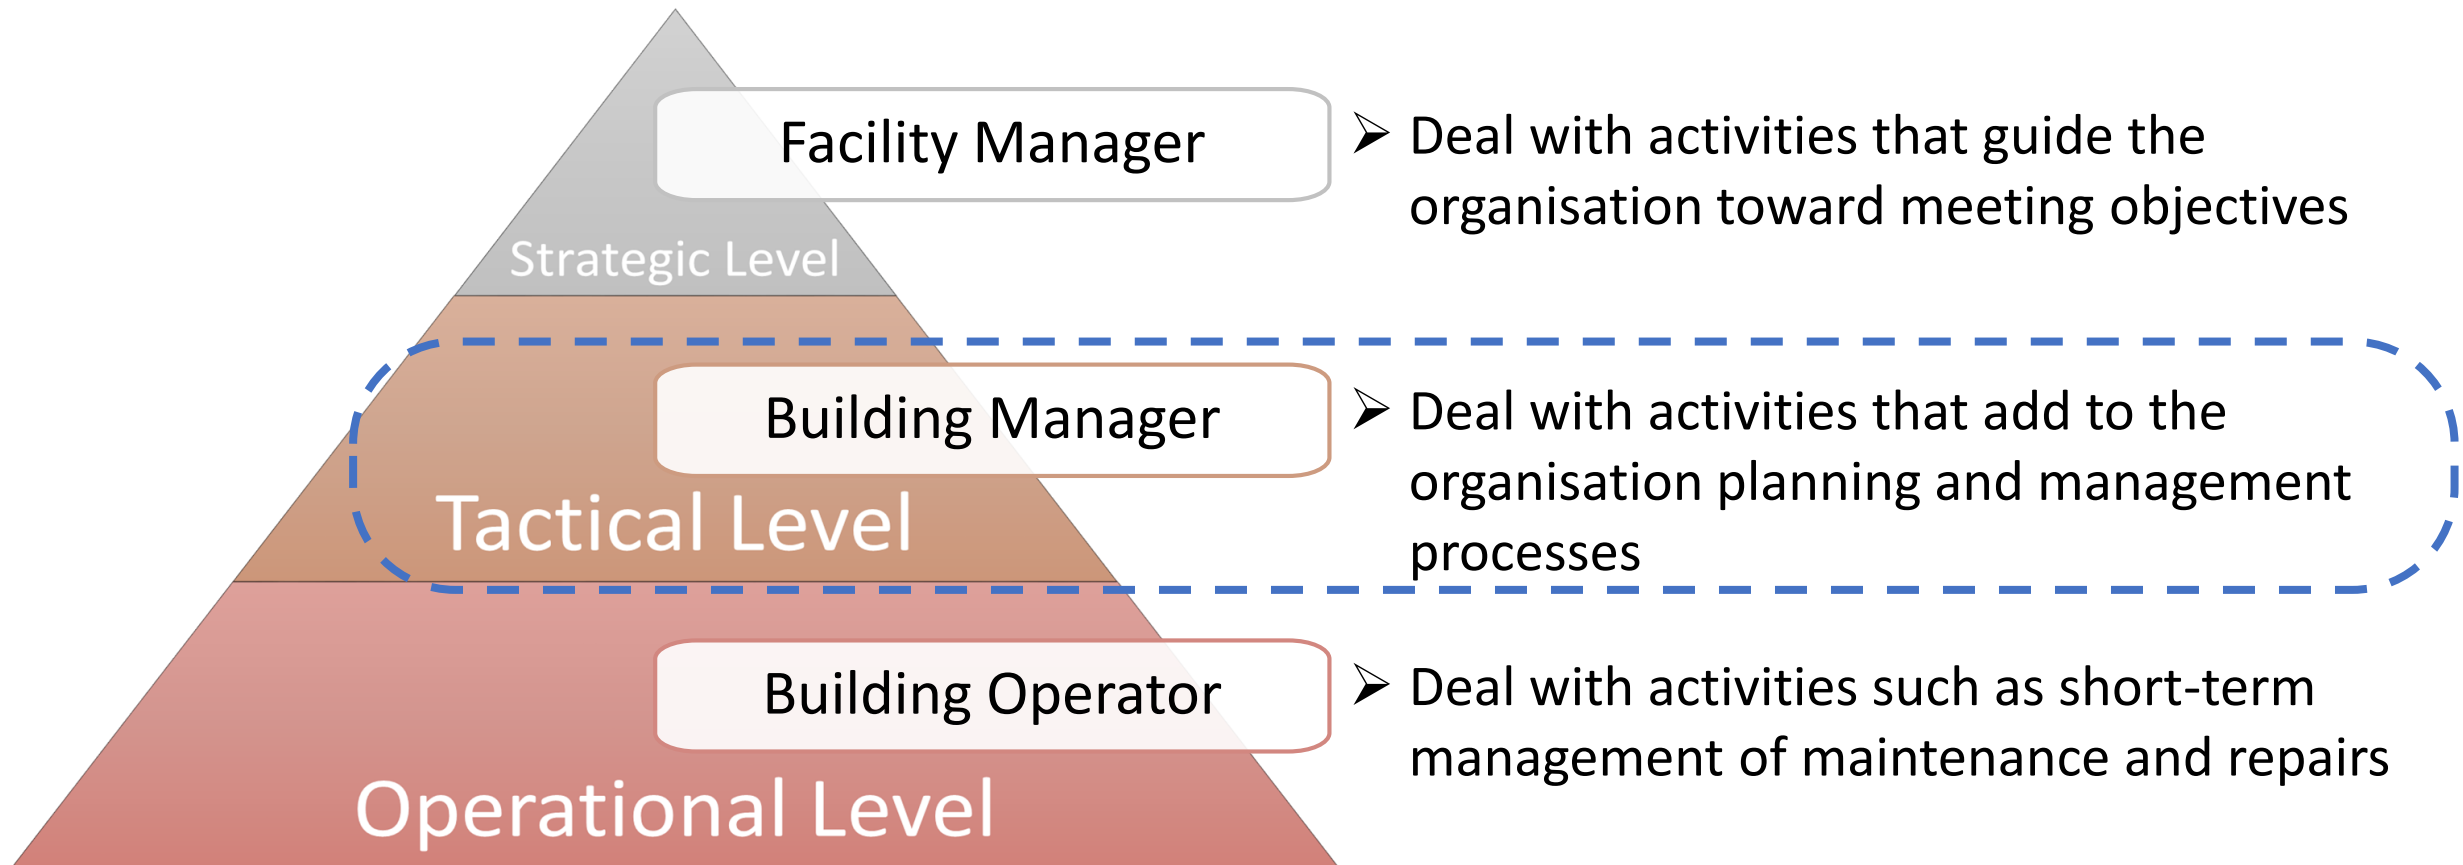 Facility Manager
Deal with activities that guide the
organisation toward meeting objectives
Strategic Level
Building Manager
Deal with activities that add to the
organisation planning and management
processes
Tactical Level
Building Operator
Deal with activities such as short-term
management of maintenance and repairs
Operational Level